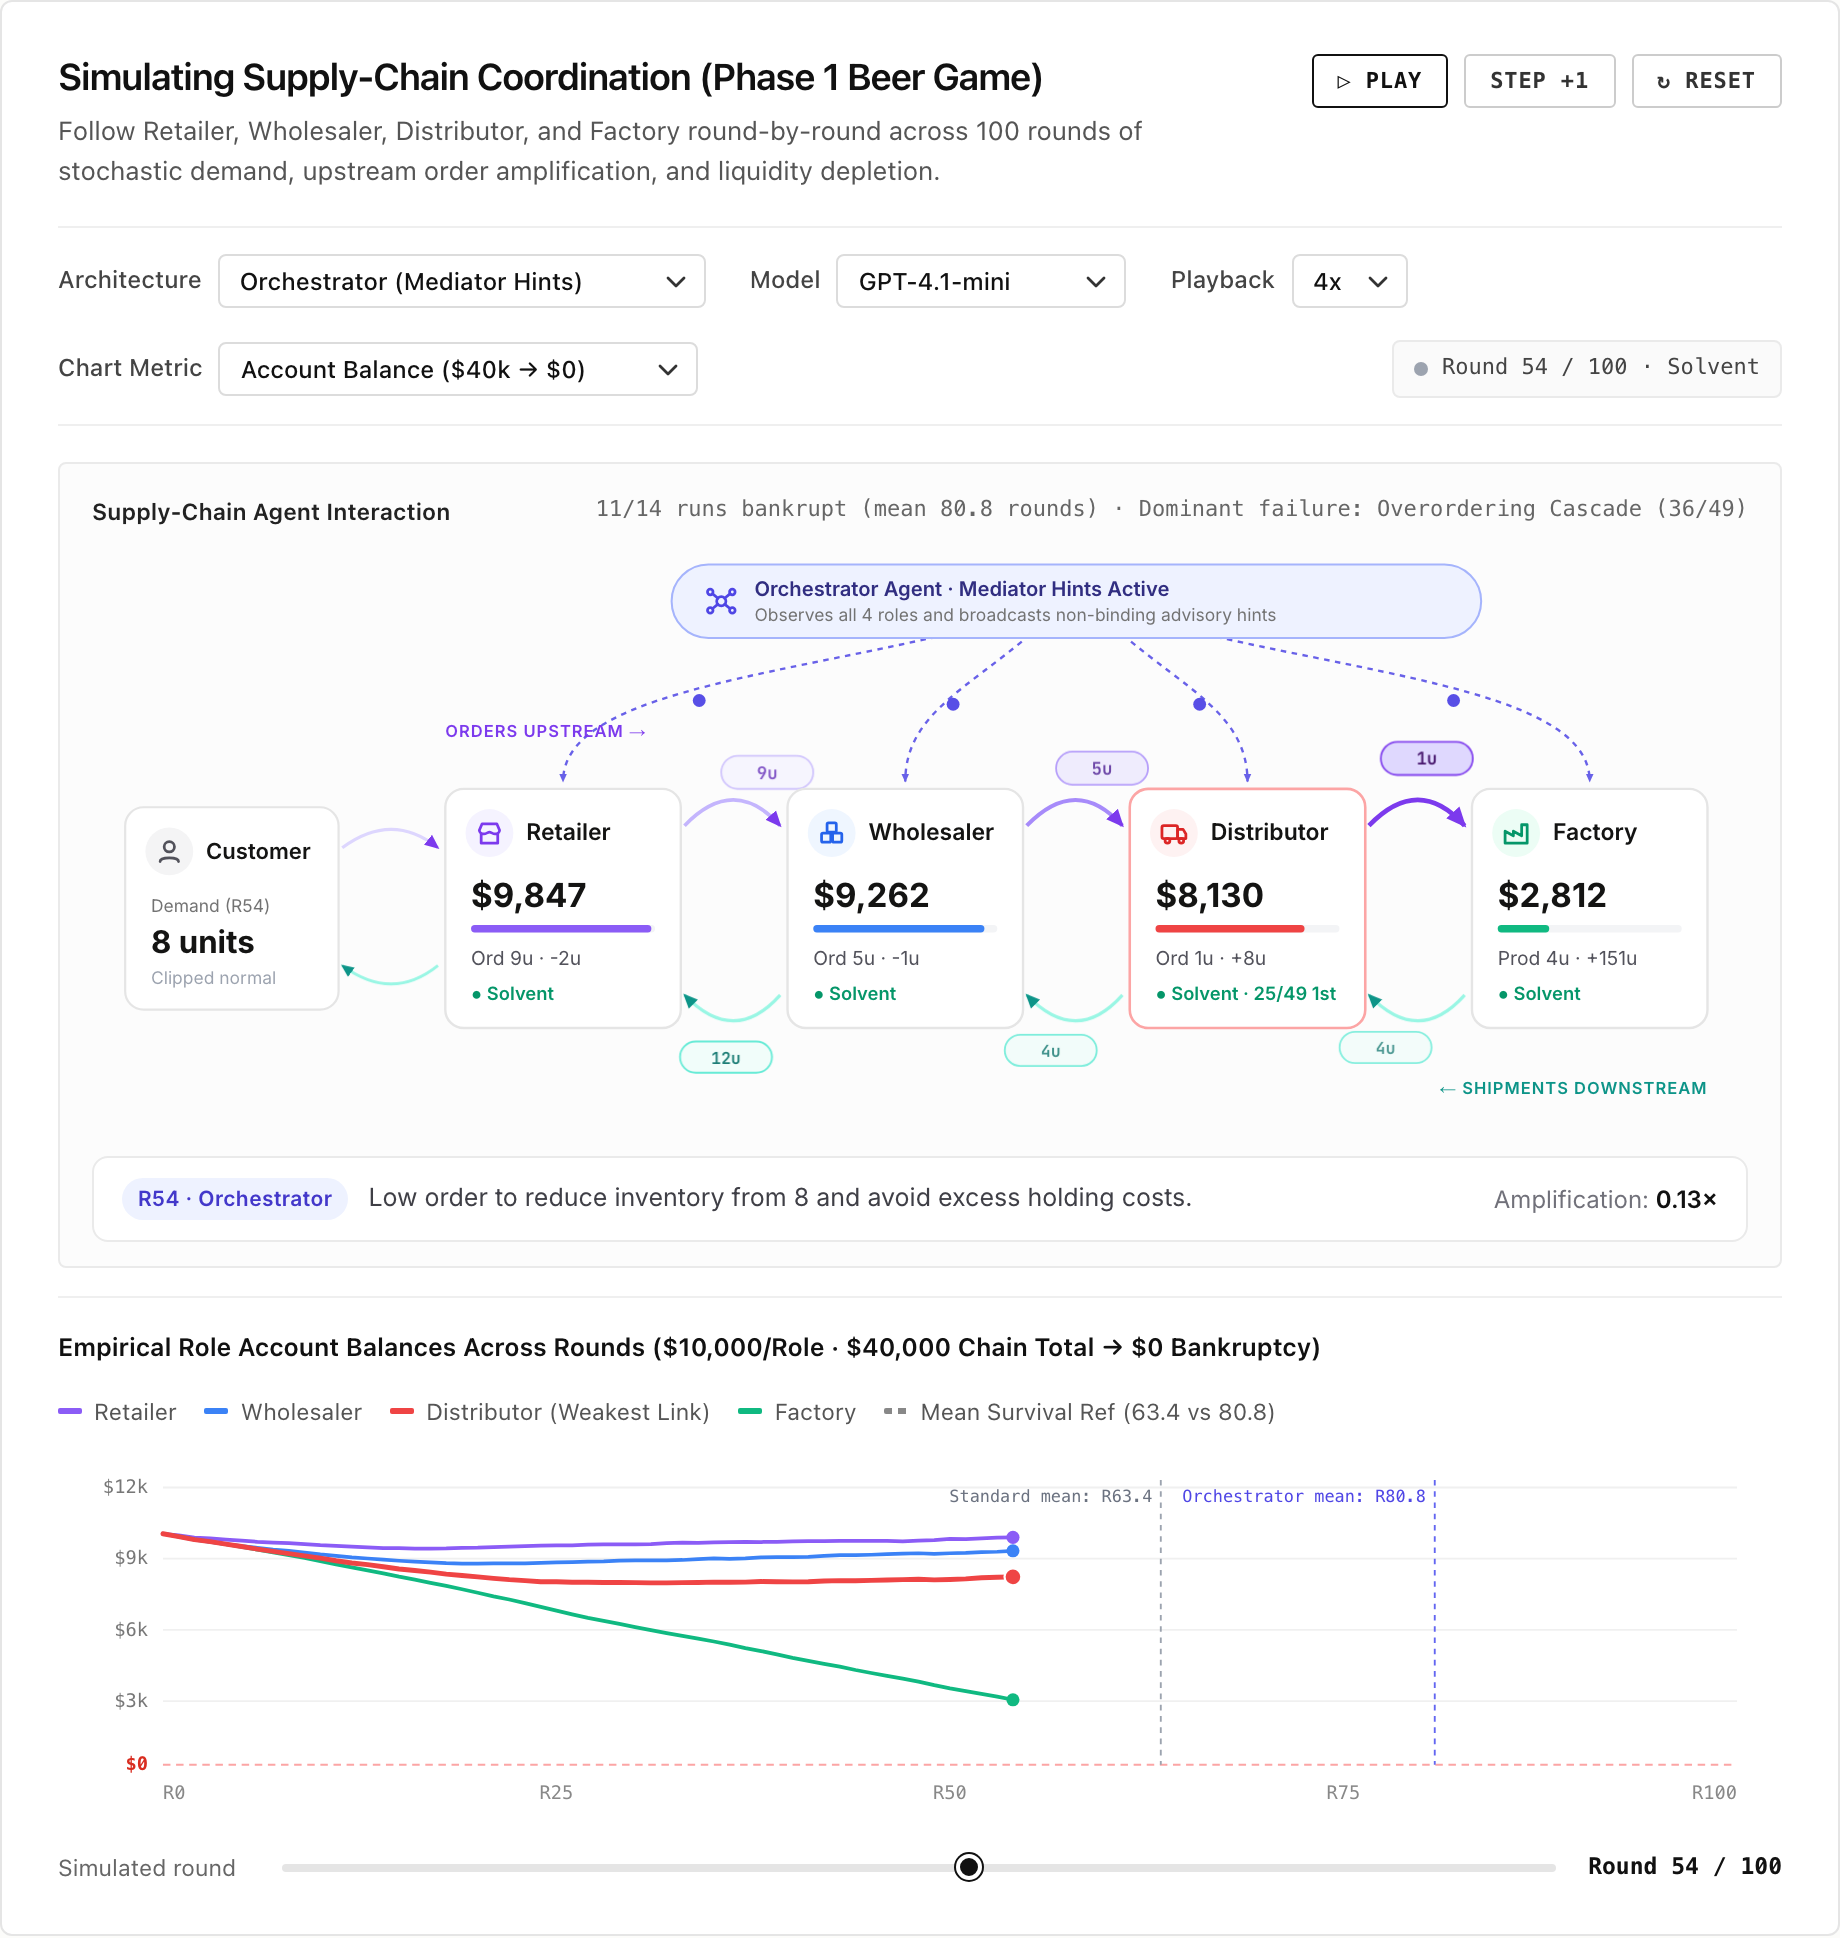 Simulating Supply-Chain Coordination (Phase 1 Beer Game)
▷ PLAY
STEP +1
↻ RESET
Follow Retailer, Wholesaler, Distributor, and Factory round-by-round across 100 rounds of
stochastic demand, upstream order amplification, and liquidity depletion.
Architecture
Orchestrator (Mediator Hints)
Model
GPT-4.1-mini
Playback
4x
Chart Metric
Account Balance ($40k → $0)
Round 54 / 100 · Solvent
Supply-Chain Agent Interaction
11/14 runs bankrupt (mean 80.8 rounds) · Dominant failure: Overordering Cascade (36/49)
Orchestrator Agent · Mediator Hints Active
Observes all 4 roles and broadcasts non-binding advisory hints
ORDERS UPSTREAM →
9u
5u
1u
Customer
Demand (R54)
8 units
Clipped normal
Retailer
$9,847
Ord 9u · -2u
● Solvent
Wholesaler
$9,262
Ord 5u · -1u
● Solvent
Distributor
$8,130
Ord 1u · +8u
● Solvent · 25/49 1st
Factory
$2,812
Prod 4u · +151u
● Solvent
12u
4u
4u
← SHIPMENTS DOWNSTREAM
R54 · Orchestrator
Low order to reduce inventory from 8 and avoid excess holding costs.
Amplification: 0.13×
Empirical Role Account Balances Across Rounds ($10,000/Role · $40,000 Chain Total → $0 Bankruptcy)
Retailer
Wholesaler
Distributor (Weakest Link)
Factory
Mean Survival Ref (63.4 vs 80.8)
$12k
Standard mean: R63.4
Orchestrator mean: R80.8
$9k
$6k
$3k
$0
R0
R25
R50
R75
R100
Simulated round
Round 54 / 100